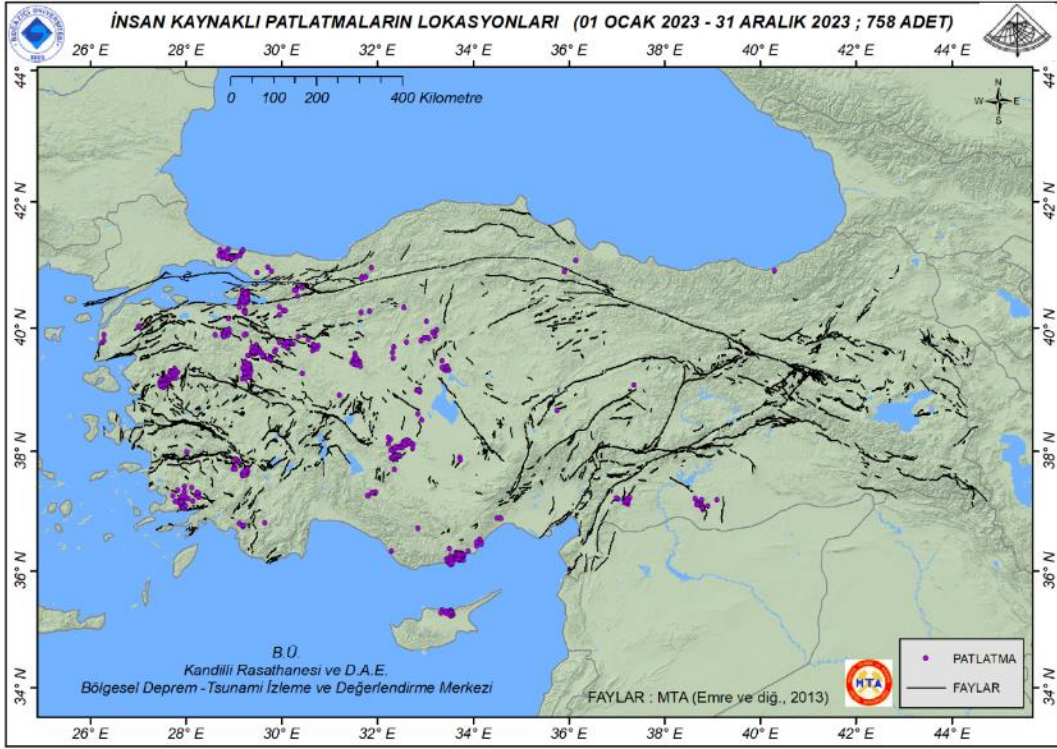 İNSAN KAYNAKLI PATLATMALARIN LOKASYONLARI (01 OCAK 2023 - 31 ARALIK 2023 ; 758 ADET)
26° E 28° E 30° E 32° E 34° E 36° E 38° E 40° E 42° E 44° E
44° N 44° N
0 100 200 400 Kilometre
N
W E
S
42° N 42° N
40° N 40° N
38° N 38° N
36° N 36° N
34° N 34° N
B.Ü.
Kandilli Rasathanesi ve D.A.E.
Bölgesel Deprem -Tsunami İzleme ve Değerlendirme Merkezi
FAYLAR : MTA (Emre ve diğ., 2013)
MTA
PATLATMA
FAYLAR
26° E 28° E 30° E 32° E 34° E 36° E 38° E 40° E 42° E 44° E